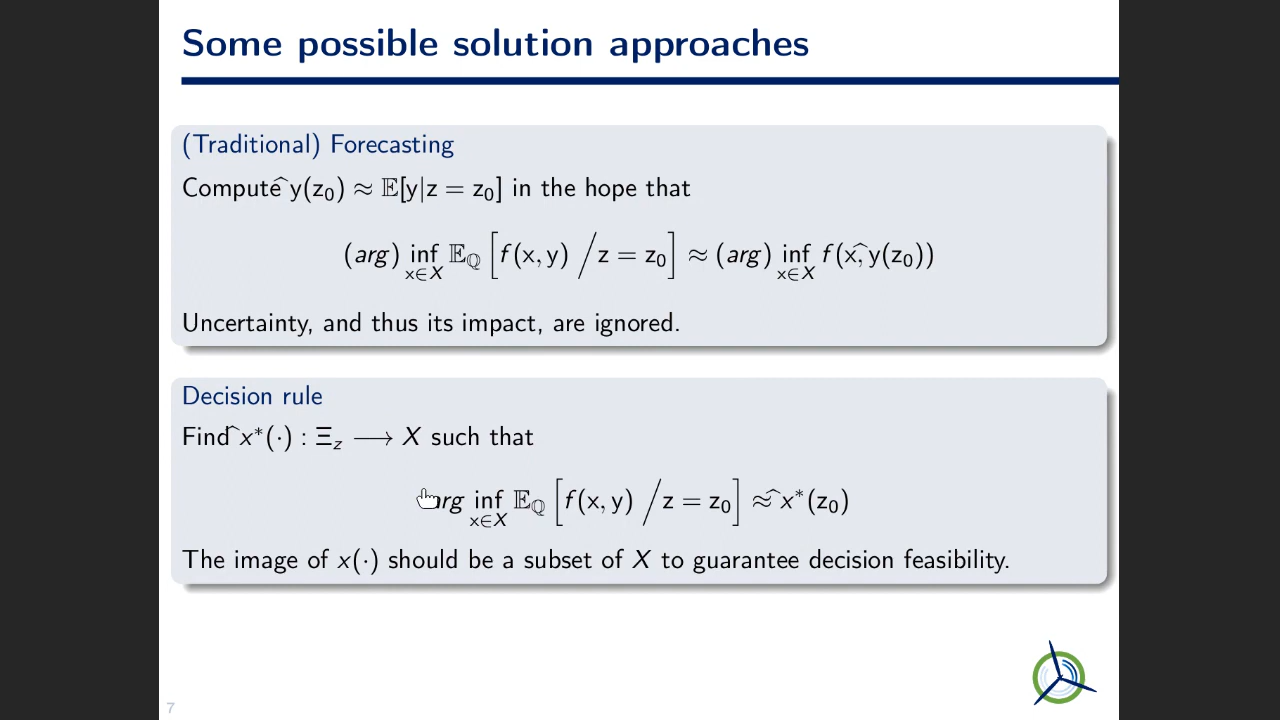 Some possible solution approaches
(Traditional) Forecasting
Compute ŷ(z₀) ≈ 𝔼[y|z = z₀] in the hope that
(arg) inf_{x∈X} 𝔼_ℚ [f(x, y) / z = z₀] ≈ (arg) inf_{x∈X} f(x, ŷ(z₀))
Uncertainty, and thus its impact, are ignored.
Decision rule
Find x̂*(·) : Ξ_z ⟶ X such that
arg inf_{x∈X} 𝔼_ℚ [f(x, y) / z = z₀] ≈ x̂*(z₀)
The image of x(·) should be a subset of X to guarantee decision feasibility.
7